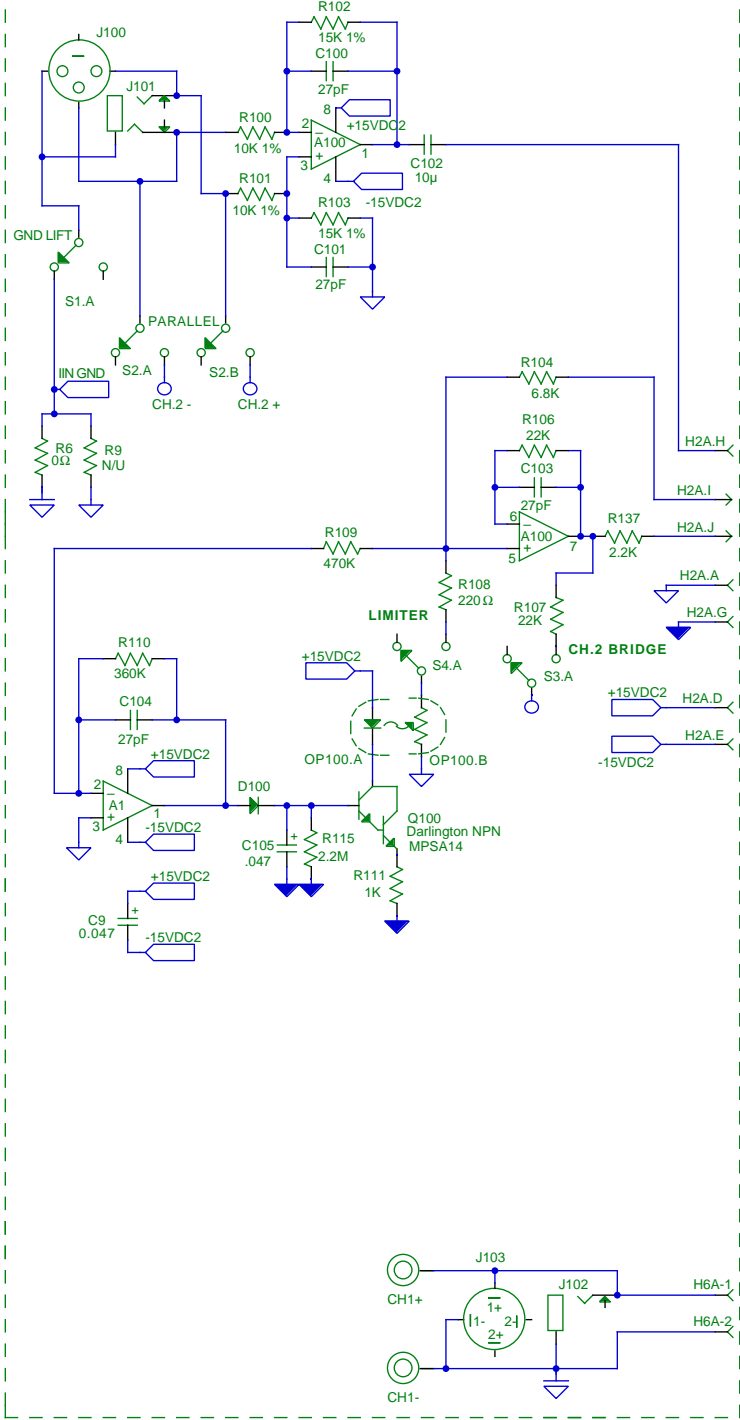 R102
15K 1%
J100
C100
27pF
J101
8
+15VDC2
R100
10K 1%
2
A100
1
3
C102
10µ
4
-15VDC2
R101
10K 1%
R103
15K 1%
C101
27pF
GND LIFT
S1.A
PARALLEL
S2.A
S2.B
CH.2 -
CH.2 +
IIN GND
R104
6.8K
R106
22K
H2A.H
R6
0Ω
R9
N/U
C103
27pF
H2A.I
6
A100
7
5
R137
2.2K
H2A.J
R109
470K
R108
220 Ω
H2A.A
R107
22K
H2A.G
LIMITER
S4.A
CH.2 BRIDGE
S3.A
R110
360K
+15VDC2
+15VDC2
H2A.D
C104
27pF
-15VDC2
H2A.E
OP100.A
OP100.B
+15VDC2
8
2
A1
1
3
4
-15VDC2
D100
Q100
Darlington NPN
MPSA14
C105
.047
+
R115
2.2M
R111
1K
+15VDC2
C9
0.047
+
-15VDC2
J103
CH1+
J102
H6A-1
1+
1-
2-
2+
H6A-2
CH1-